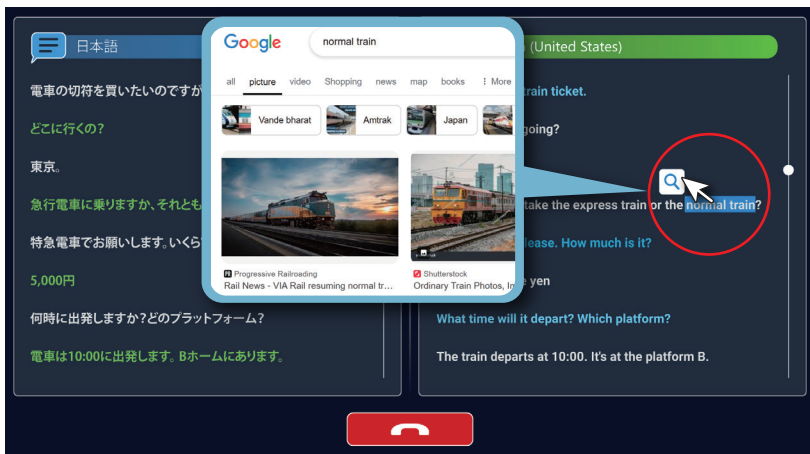 日本語
電車の切符を買いたいのですが
どこに行くの？
東京。
急行電車に乗りますか、それとも
特急電車でお願いします。いくら
5,000円
何時に出発しますか？どのプラットフォーム？
電車は10:00に出発します。Bホームにあります。
Google
normal train
all picture video Shopping news map books More
Vande bharat
Amtrak
Japan
Progressive Railroading
Rail News - VIA Rail resuming normal tr...
Shutterstock
Ordinary Train Photos,
(United States)
train ticket.
going?
take the express train or the normal train?
lease. How much is it?
yen
What time will it depart? Which platform?
The train departs at 10:00. It's at the platform B.